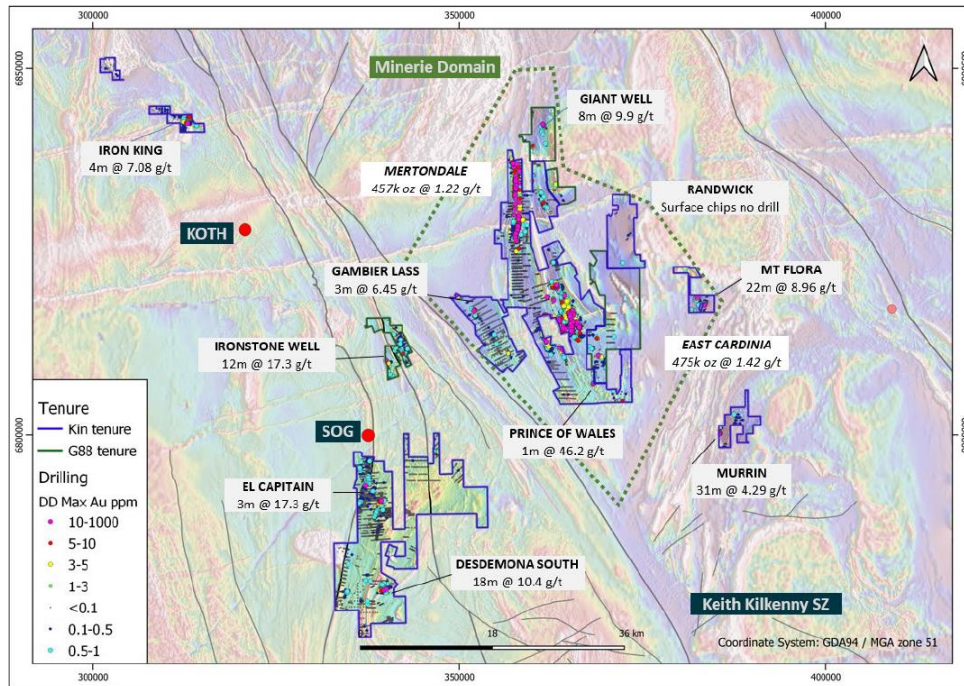 300000
350000
400000
6850000
Minerie Domain
GIANT WELL
8m @ 9.9 g/t
IRON KING
4m @ 7.08 g/t
MERTONDALE
457k oz @ 1.22 g/t
RANDWICK
Surface chips no drill
KOTH
GAMBIER LASS
3m @ 6.45 g/t
MT FLORA
22m @ 8.96 g/t
IRONSTONE WELL
12m @ 17.3 g/t
EAST CARDINIA
475k oz @ 1.42 g/t
Tenure
Kin tenure
G88 tenure
Drilling
DD Max Au ppm
10-1000
5-10
3-5
1-3
<0.1
0.1-0.5
0.5-1
SOG
6800000
PRINCE OF WALES
1m @ 46.2 g/t
MURRIN
31m @ 4.29 g/t
EL CAPITAN
3m @ 17.3 g/t
DESDEMONA SOUTH
18m @ 10.4 g/t
Keith Kilkenny SZ
18
36 km
Coordinate System: GDA94 / MGA zone 51
300000
350000
400000